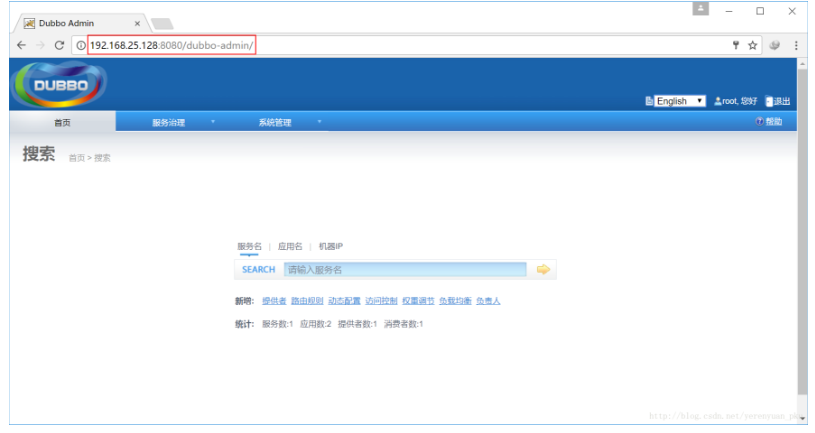 Dubbo Admin
192.168.25.128:8080/dubbo-admin/
DUBBO
English root, 您好 退出
首页 服务治理 系统管理 帮助
搜索 首页 > 搜索
服务名 | 应用名 | 机器IP
SEARCH 请输入服务名
新增: 提供者 路由规则 动态配置 访问控制 权重调节 负载均衡 负责人
统计: 服务数:1 应用数:2 提供者数:1 消费者数:1